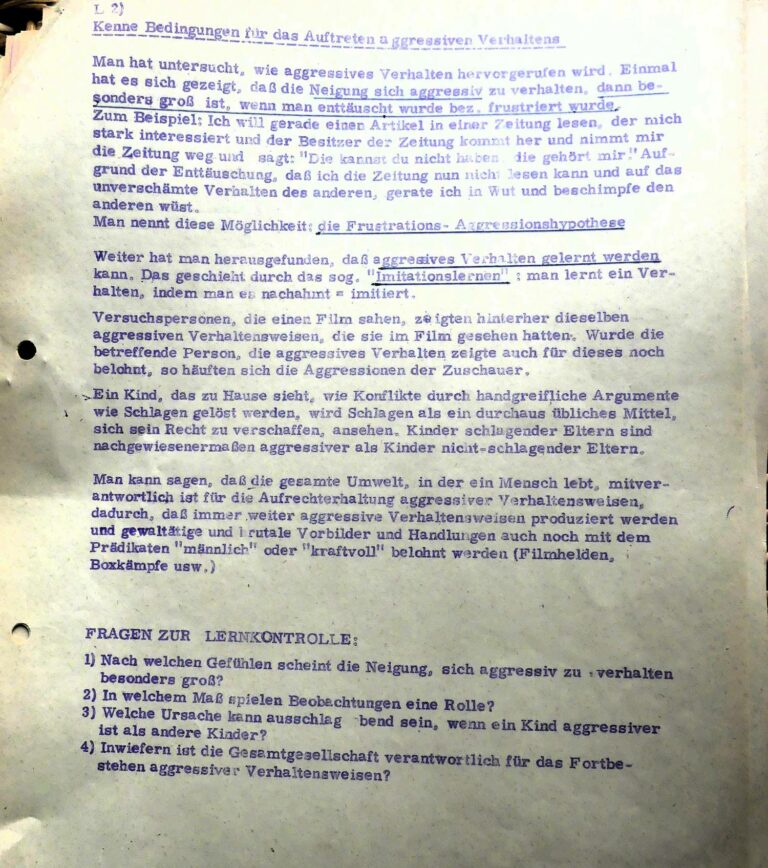 L 2)
Kenne Bedingungen für das Auftreten aggressiven Verhaltens
Man hat untersucht, wie aggressives Verhalten hervorgerufen wird. Einmal
hat es sich gezeigt, daß die Neigung sich aggressiv zu verhalten, dann be-
sonders groß ist, wenn man enttäuscht wurde bez. frustriert wurde.
Zum Beispiel: Ich will gerade einen Artikel in einer Zeitung lesen, der mich
stark interessiert und der Besitzer der Zeitung kommt her und nimmt mir
die Zeitung weg und sagt: "Die kannst du nicht haben, die gehört mir!" Auf-
grund der Enttäuschung, daß ich die Zeitung nun nicht lesen kann und auf das
unverschämte Verhalten des anderen, gerate ich in Wut und beschimpfe den
anderen wüst.
Man nennt diese Möglichkeit: die Frustrations- Aggressionshypothese
Weiter hat man herausgefunden, daß aggresives Verhalten gelernt werden
kann. Das geschieht durch das sog. "Imitationslernen" : man lernt ein Ver-
halten, indem man es nachahmt = imitiert.
Versuchspersonen, die einen Film sahen, zeigten hinterher dieselben
aggressiven Verhaltensweisen, die sie im Film gesehen hatten. Wurde die
betreffende Person, die aggressives Verhalten zeigte auch für dieses noch
belohnt, so häuften sich die Aggressionen der Zuschauer.
Ein Kind, das zu Hause sieht, wie Konflikte durch handgreifliche Argumente
wie Schlagen gelöst werden, wird Schlagen als ein durchaus übliches Mittel,
sich sein Recht zu verschaffen, ansehen. Kinder schlagender Eltern sind
nachgewiesenermaßen aggressiver als Kinder nicht-schlagender Eltern.
Man kann sagen, daß die gesamte Umwelt, in der ein Mensch lebt, mitver-
antwortlich ist für die Aufrechterhaltung aggressiver Verhaltensweisen,
dadurch, daß immer weiter aggressive Verhaltensweisen produziert werden
und gewaltätige und brutale Vorbilder und Handlungen auch noch mit dem
Prädikaten "männlich" oder "kraftvoll" belohnt werden (Filmhelden,
Boxkämpfe usw.)
FRAGEN ZUR LERNKONTROLLE:
1) Nach welchen Gefühlen scheint die Neigung, sich aggressiv zu verhalten
besonders groß?
2) In welchem Maß spielen Beobachtungen eine Rolle?
3) Welche Ursache kann ausschlag bend sein, wenn ein Kind aggressiver
ist als andere Kinder?
4) Inwiefern ist die Gesamtgesellschaft verantwortlich für das Fortbe-
stehen aggressiver Verhaltensweisen?